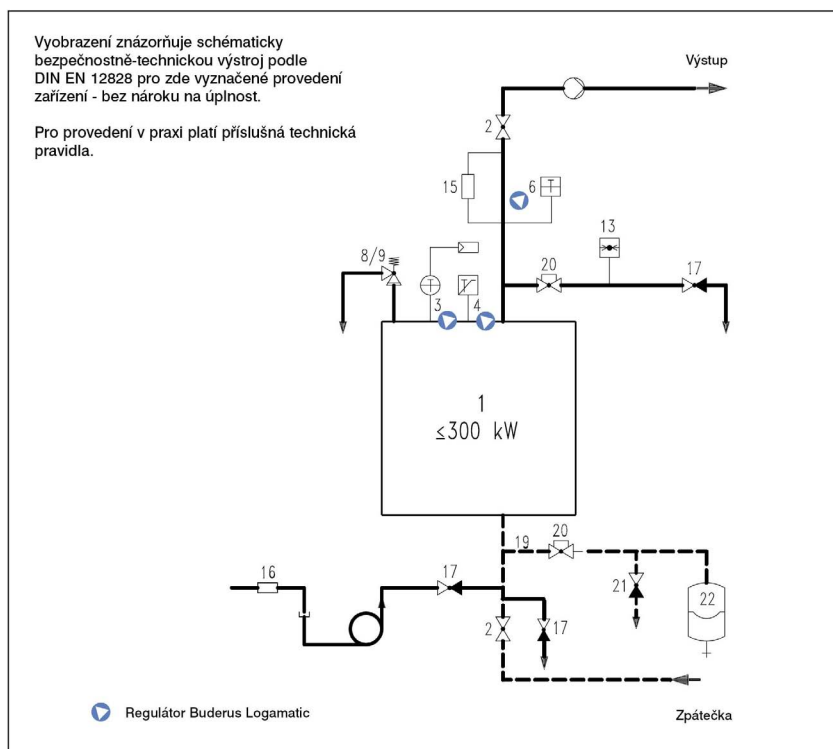 Vyobrazení znázorňuje schématicky
bezpečnostně-technickou výstroj podle
DIN EN 12828 pro zde vyznačené provedení
zařízení - bez nároku na úplnost.
Pro provedení v praxi platí příslušná technická
pravidla.
Výstup
2
15
6
13
8/9
20
17
3
4
1
≤300 kW
19
20
16
17
21
22
2
17
Regulátor Buderus Logamatic
Zpátečka